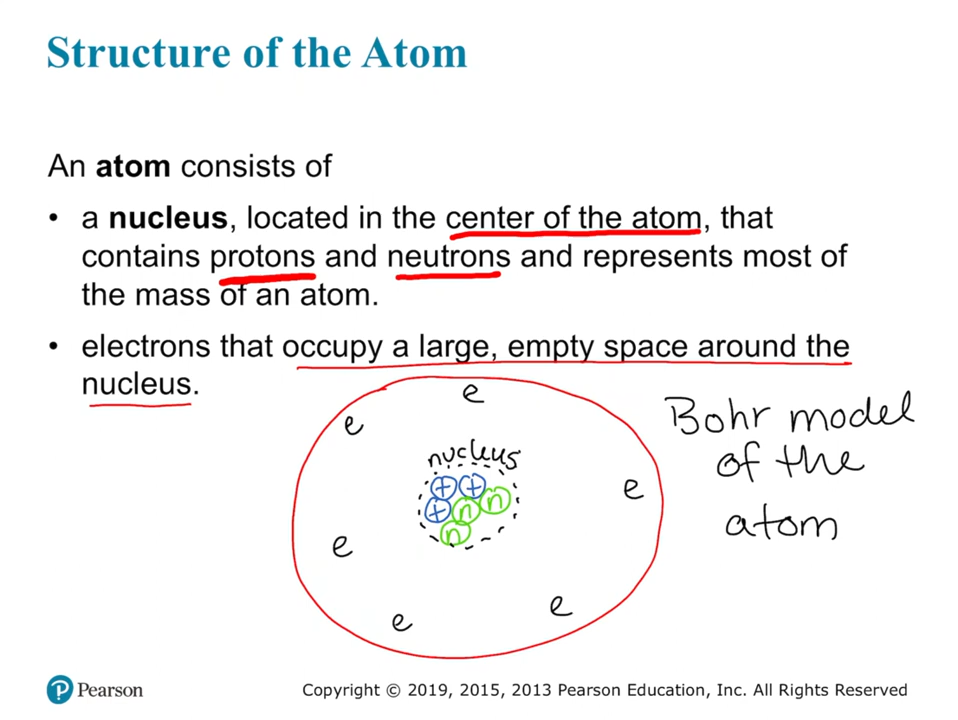 Structure of the Atom
An atom consists of
• a nucleus, located in the center of the atom, that
contains protons and neutrons and represents most of
the mass of an atom.
• electrons that occupy a large, empty space around the
nucleus.
e
e
nucleus
Bohr model
of the
atom
+ +
e
+ n n
n
e
e
e
P Pearson
Copyright © 2019, 2015, 2013 Pearson Education, Inc. All Rights Reserved